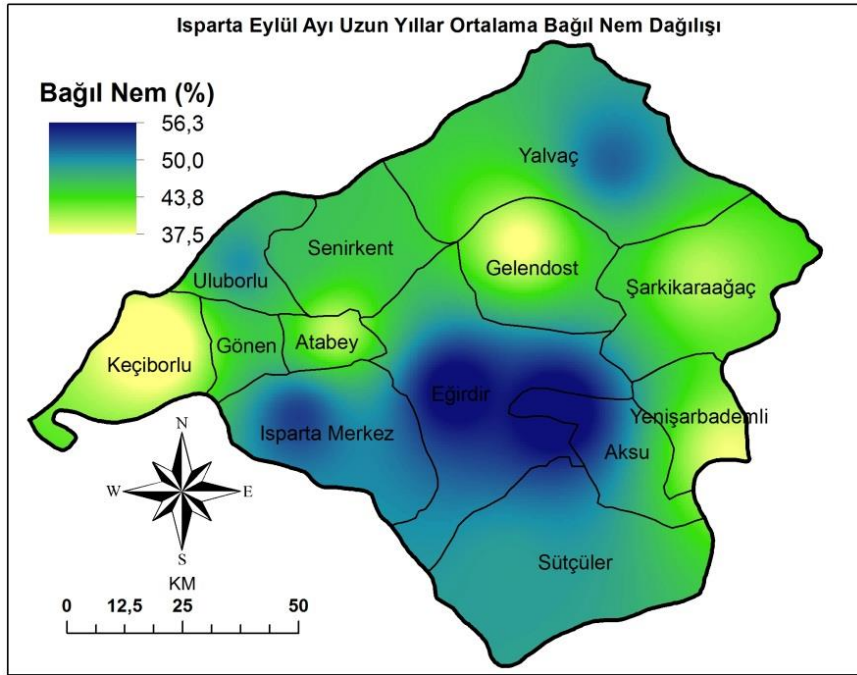 Isparta Eylül Ayı Uzun Yıllar Ortalama Bağıl Nem Dağılışı
Bağıl Nem (%)
56,3
50,0
43,8
37,5
Yalvaç
Senirkent
Gelendost
Uluborlu
Şarkikaraağaç
Gönen
Atabey
Keçiborlu
Eğirdir
Yenişarbademli
Isparta Merkez
Aksu
Sütçüler
N
W
E
S
KM
0
12,5
25
50